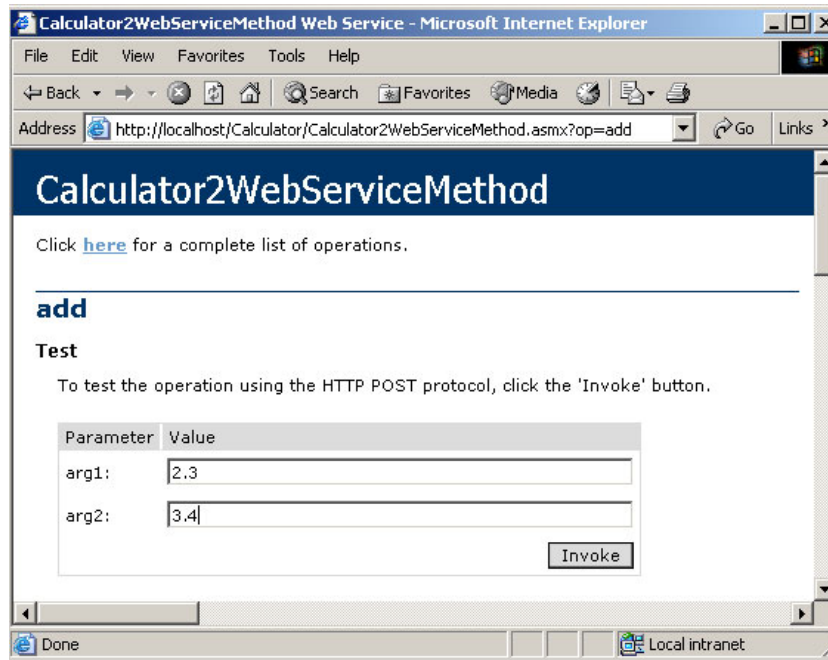 Calculator2WebServiceMethod Web Service - Microsoft Internet Explorer
File Edit View Favorites Tools Help
Back Search Favorites Media
Address http://localhost/Calculator/Calculator2WebServiceMethod.asmx?op=add Go Links
Calculator2WebServiceMethod
Click here for a complete list of operations.
add
Test
To test the operation using the HTTP POST protocol, click the 'Invoke' button.
Parameter Value
arg1: 2.3
arg2: 3.4
Invoke
Done Local intranet